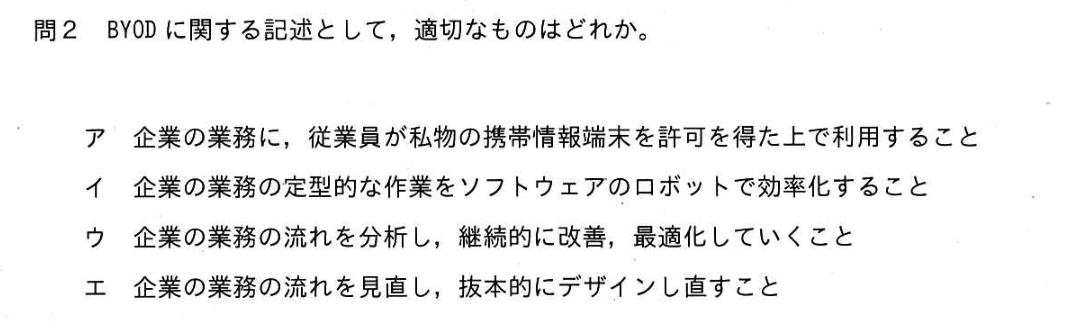 問２　BYOD に関する記述として，適切なものはどれか。
ア　企業の業務に，従業員が私物の携帯情報端末を許可を得た上で利用すること
イ　企業の業務の定型的な作業をソフトウェアのロボットで効率化すること
ウ　企業の業務の流れを分析し，継続的に改善，最適化していくこと
エ　企業の業務の流れを見直し，抜本的にデザインし直すこと